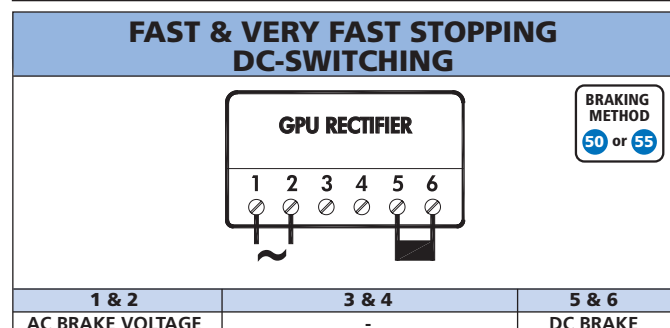 FAST & VERY FAST STOPPING
DC-SWITCHING
BRAKING
METHOD
50 or 55
GPU RECTIFIER
1 2 3 4 5 6
~
1 & 2 3 & 4 5 & 6
AC BRAKE VOLTAGE - DC BRAKE